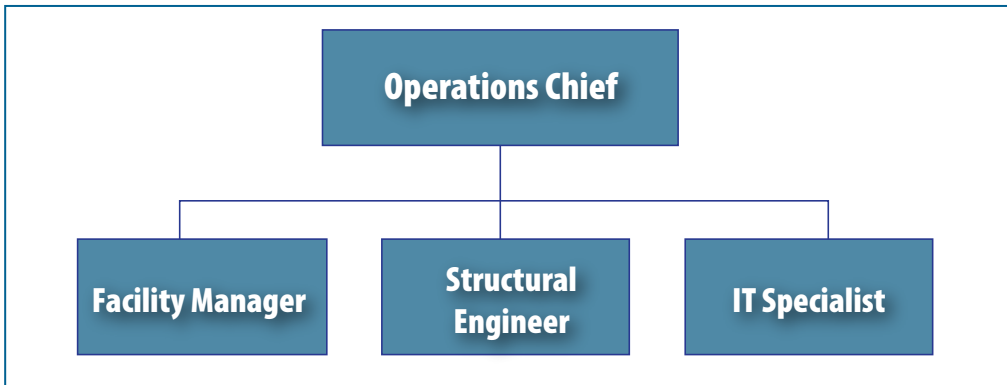 Operations Chief
Facility Manager
Structural
Engineer
IT Specialist